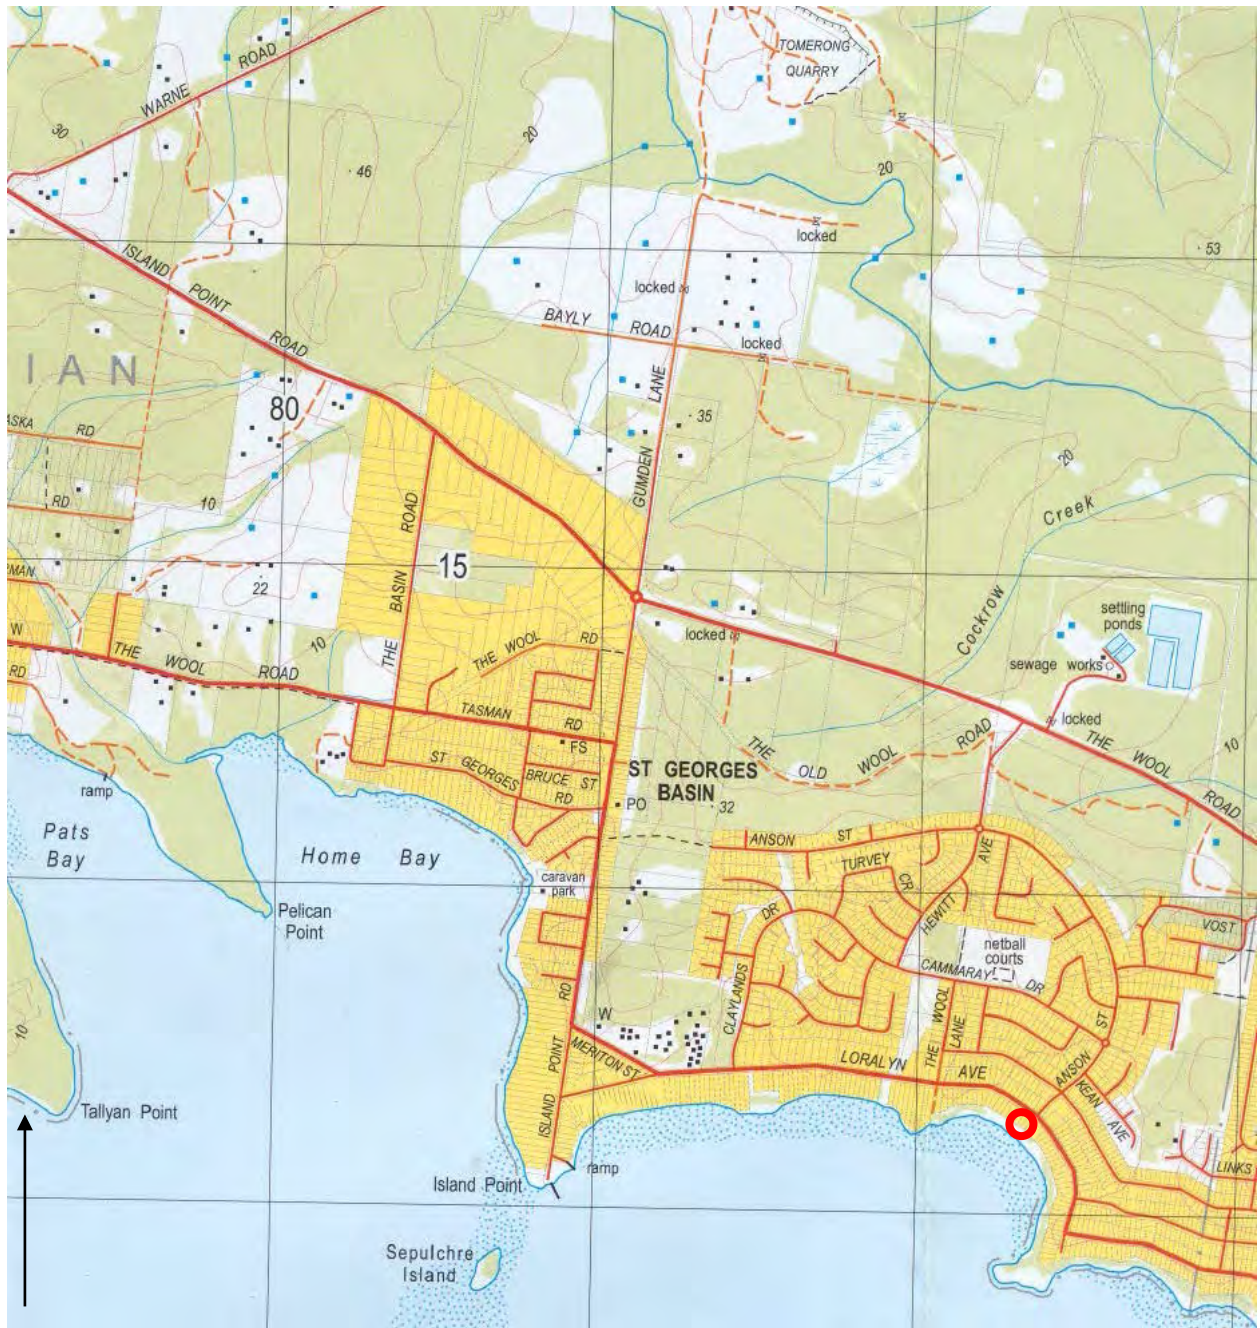 TOMERONG
QUARRY
WARNE ROAD
30
46
20
20
53
locked
ISLAND POINT ROAD
locked
BAYLY ROAD
locked
I A N
80
35
GUMDEN LANE
ASKA RD
RD
10
THE BASIN ROAD
15
20
Cockrow Creek
22
settling
ponds
RMAN
W
THE WOOL ROAD
10
THE WOOL RD
locked
sewage works
RD
TASMAN RD
FS
locked
THE WOOL ROAD
10
THE OLD WOOL ROAD
ST GEORGES RD
BRUCE ST
ST GEORGES
BASIN
PO
32
ramp
Pats
Bay
Home Bay
ANSON ST
TURVEY CR
HEWITT AVE
caravan
park
Pelican
Point
DR
VOST
netball
courts
CAMMARAY DR
CLAYLANDS
THE WOOL LANE
10
W
ISLAND POINT RD
MERITON ST
LORALYN AVE
ANSON ST
KEAN AVE
Tallyan Point
LINKS
ramp
Island Point
Sepulchre
Island